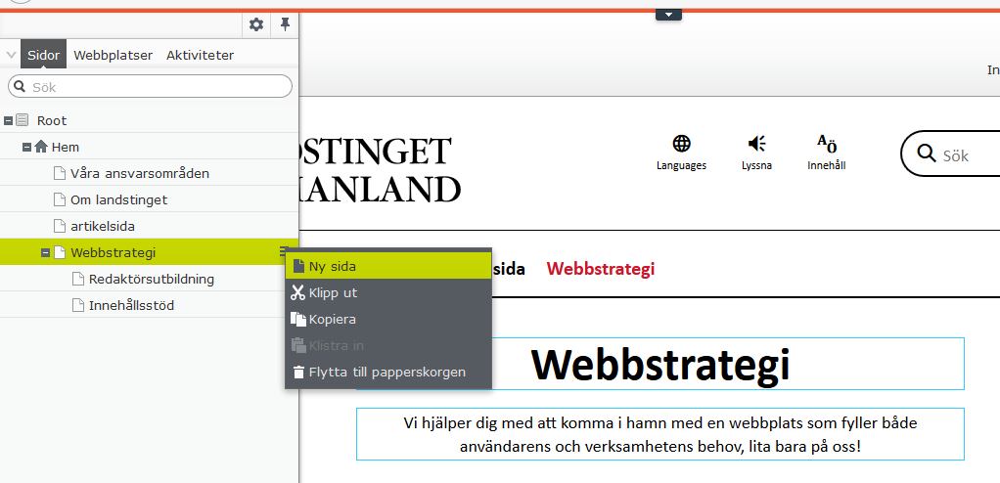 Sidor Webbplatser Aktiviteter
Sök
Root
Hem
Våra ansvarsområden
Om landstinget
artikelsida
Webbstrategi
Redaktörsutbildning
Innehållsstöd
Ny sida
Klipp ut
Kopiera
Klistra in
Flytta till papperskorgen
In
STINGET
MANLAND
Languages Lyssna Innehåll
Sök
sida Webbstrategi
Webbstrategi
Vi hjälper dig med att komma i hamn med en webbplats som fyller både
användarens och verksamhetens behov, lita bara på oss!